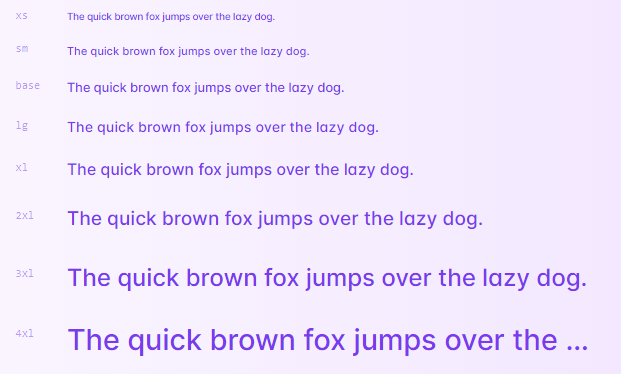 xs The quick brown fox jumps over the lazy dog.
sm The quick brown fox jumps over the lazy dog.
base The quick brown fox jumps over the lazy dog.
lg The quick brown fox jumps over the lazy dog.
xl The quick brown fox jumps over the lazy dog.
2xl The quick brown fox jumps over the lazy dog.
3xl The quick brown fox jumps over the lazy dog.
4xl The quick brown fox jumps over the ...